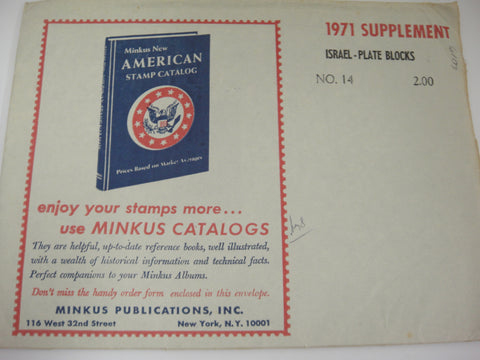 1971 SUPPLEMENT
ISRAEL - PLATE BLOCKS
NO. 14 2.00
Minkus New
AMERICAN
STAMP CATALOG
Prices Based on Market Averages
enjoy your stamps more...
use MINKUS CATALOGS
They are helpful, up-to-date reference books, well illustrated,
with a wealth of historical information and technical facts.
Perfect companions to your Minkus Albums.
Don't miss the handy order form enclosed in this envelope.
MINKUS PUBLICATIONS, INC.
116 West 32nd Street New York, N.Y. 10001